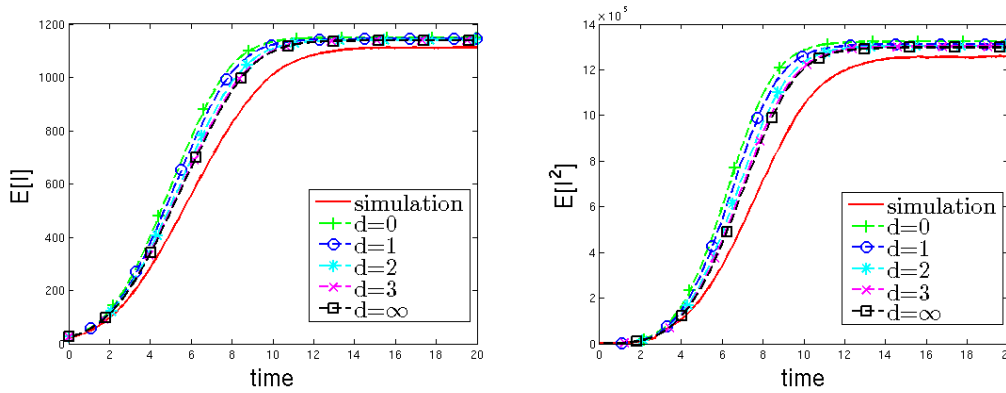 1200
1000
800
600
400
200
0
E[I]
0 2 4 6 8 10 12 14 16 18 20
time
simulation
d=0
d=1
d=2
d=3
d=∞
× 10⁵
14
12
10
8
6
4
2
0
E[I²]
0 2 4 6 8 10 12 14 16 18 20
time
simulation
d=0
d=1
d=2
d=3
d=∞